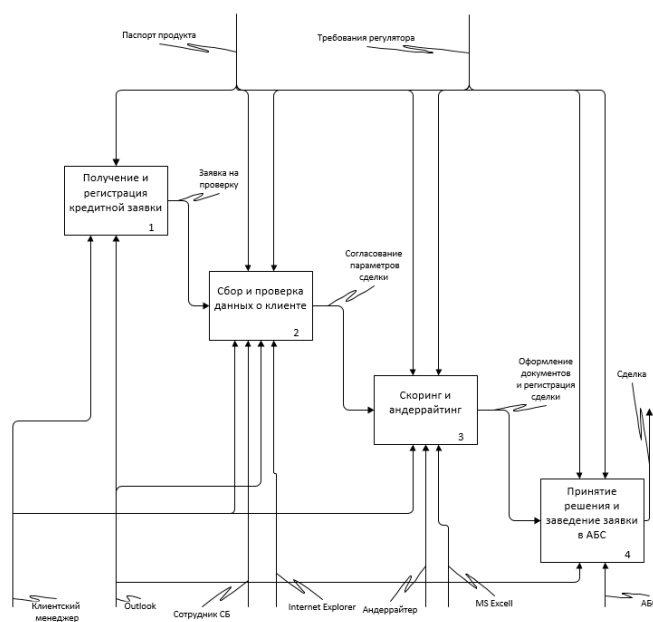 Паспорт продукта
Требования регулятора
Получение и
регистрация
кредитной заявки
1
Заявка на
проверку
Сбор и проверка
данных о клиенте
2
Согласование
параметров
сделки
Скоринг и
андеррайтинг
3
Оформление
документов
и регистрация
сделки
Сделка
Принятие
решения и
заведение заявки
в АБС
4
Клиентский
менеджер
Outlook
Сотрудник СБ
Internet Explorer
Андеррайтер
MS Excell